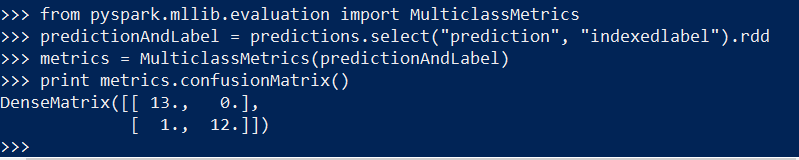 >>> from pyspark.mllib.evaluation import MulticlassMetrics
>>> predictionAndLabel = predictions.select("prediction", "indexedlabel").rdd
>>> metrics = MulticlassMetrics(predictionAndLabel)
>>> print metrics.confusionMatrix()
DenseMatrix([[ 13.,   0.],
             [  1.,  12.]])
>>>